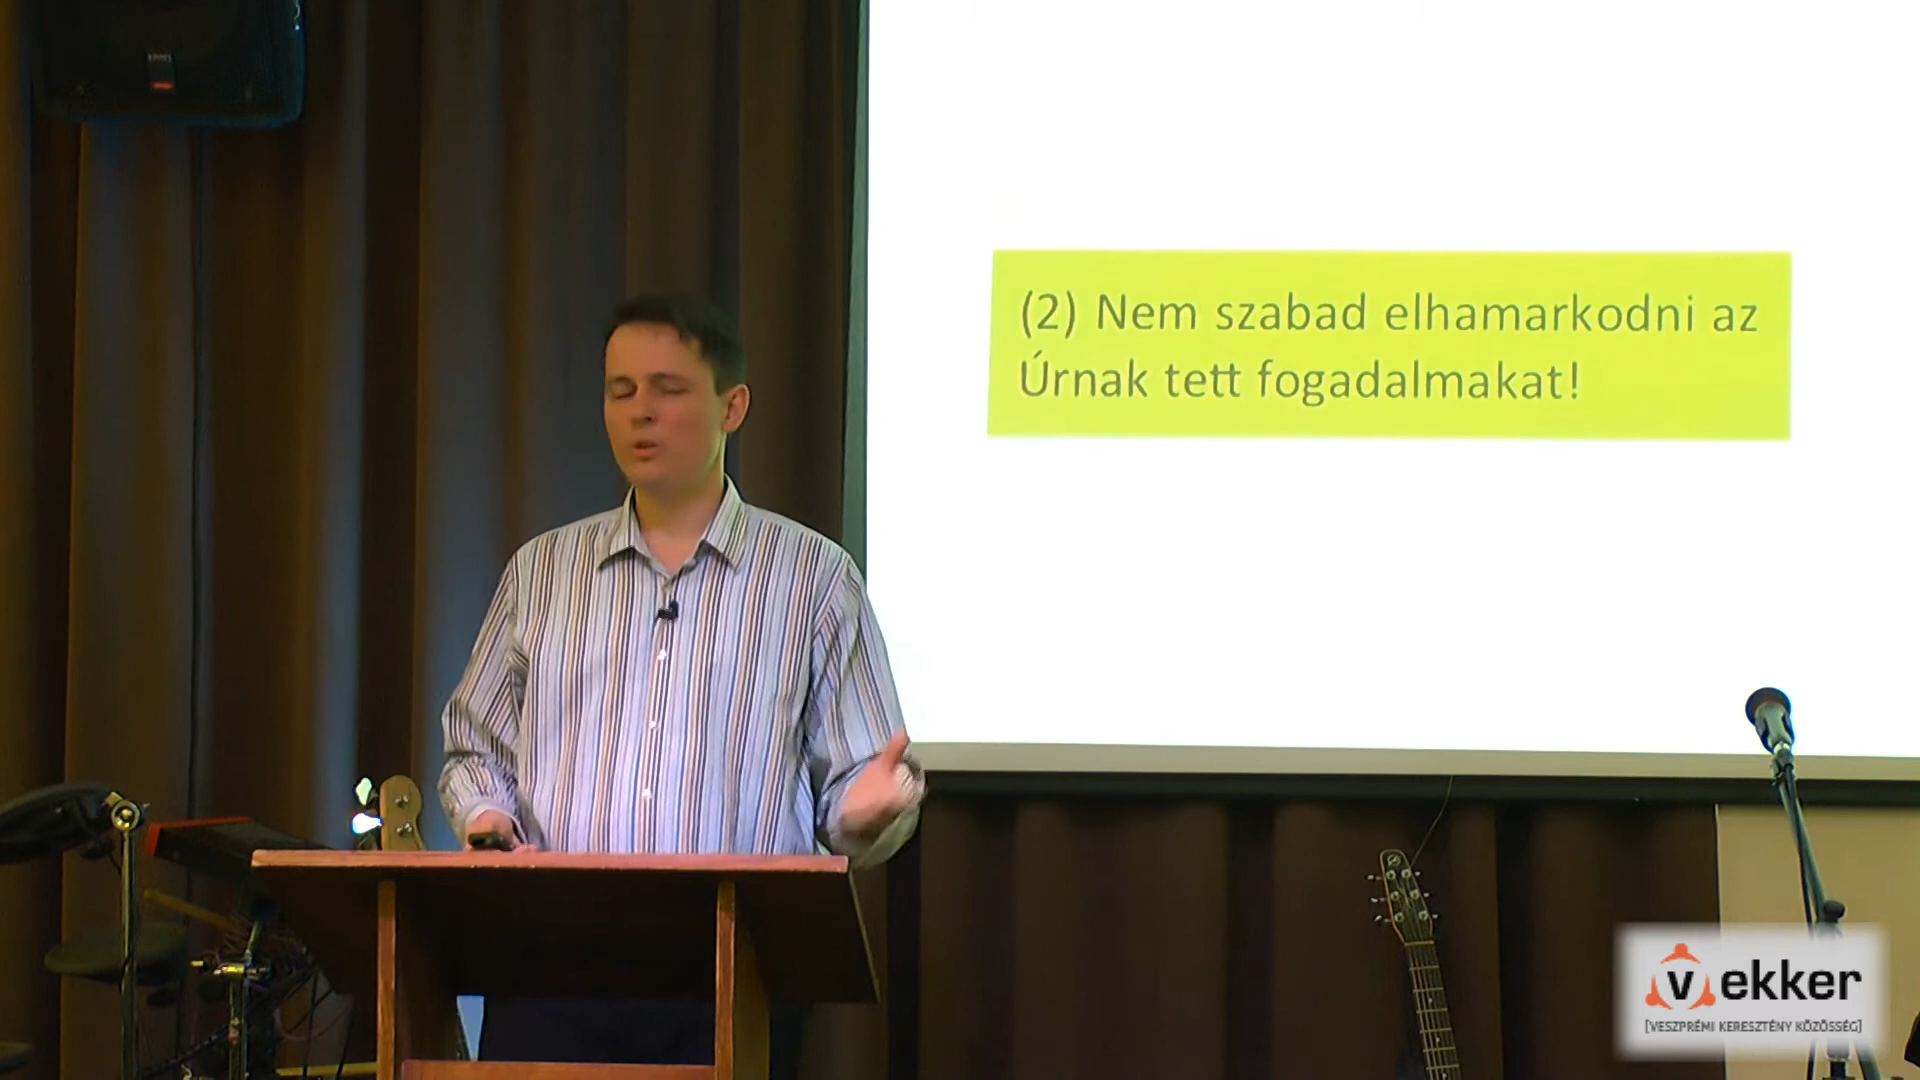 (2) Nem szabad elhamarkodni az
Úrnak tett fogadalmakat!
vekker
[VESZPRÉMI KERESZTÉNY KÖZÖSSÉG]